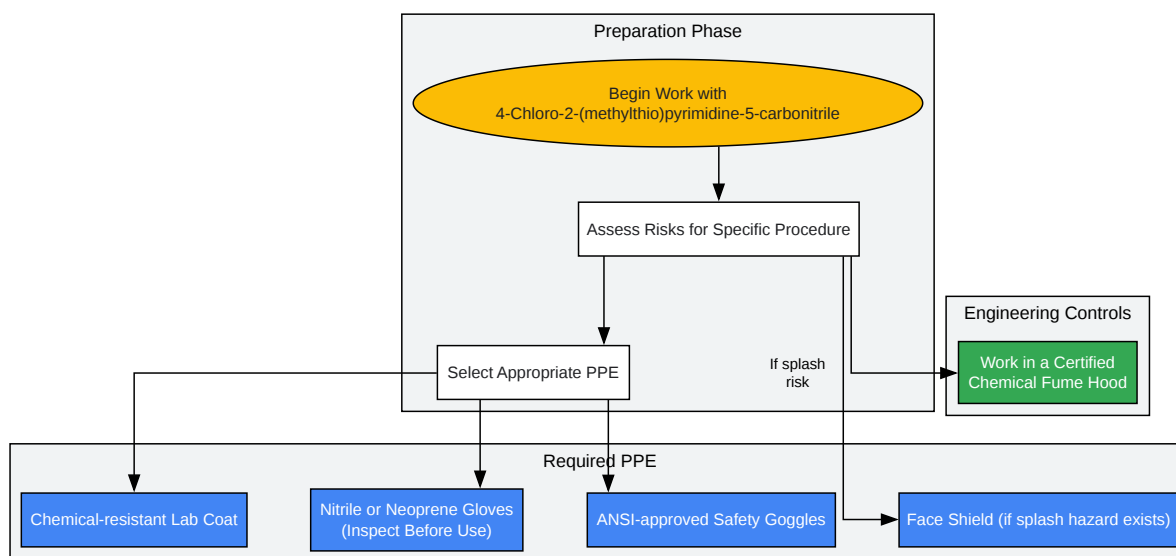 Preparation Phase
Begin Work with
4-Chloro-2-(methylthio)pyrimidine-5-carbonitrile
Assess Risks for Specific Procedure
Engineering Controls
Work in a Certified
Chemical Fume Hood
If splash
risk
Select Appropriate PPE
Required PPE
Chemical-resistant Lab Coat
Nitrile or Neoprene Gloves
(Inspect Before Use)
ANSI-approved Safety Goggles
Face Shield (if splash hazard exists)